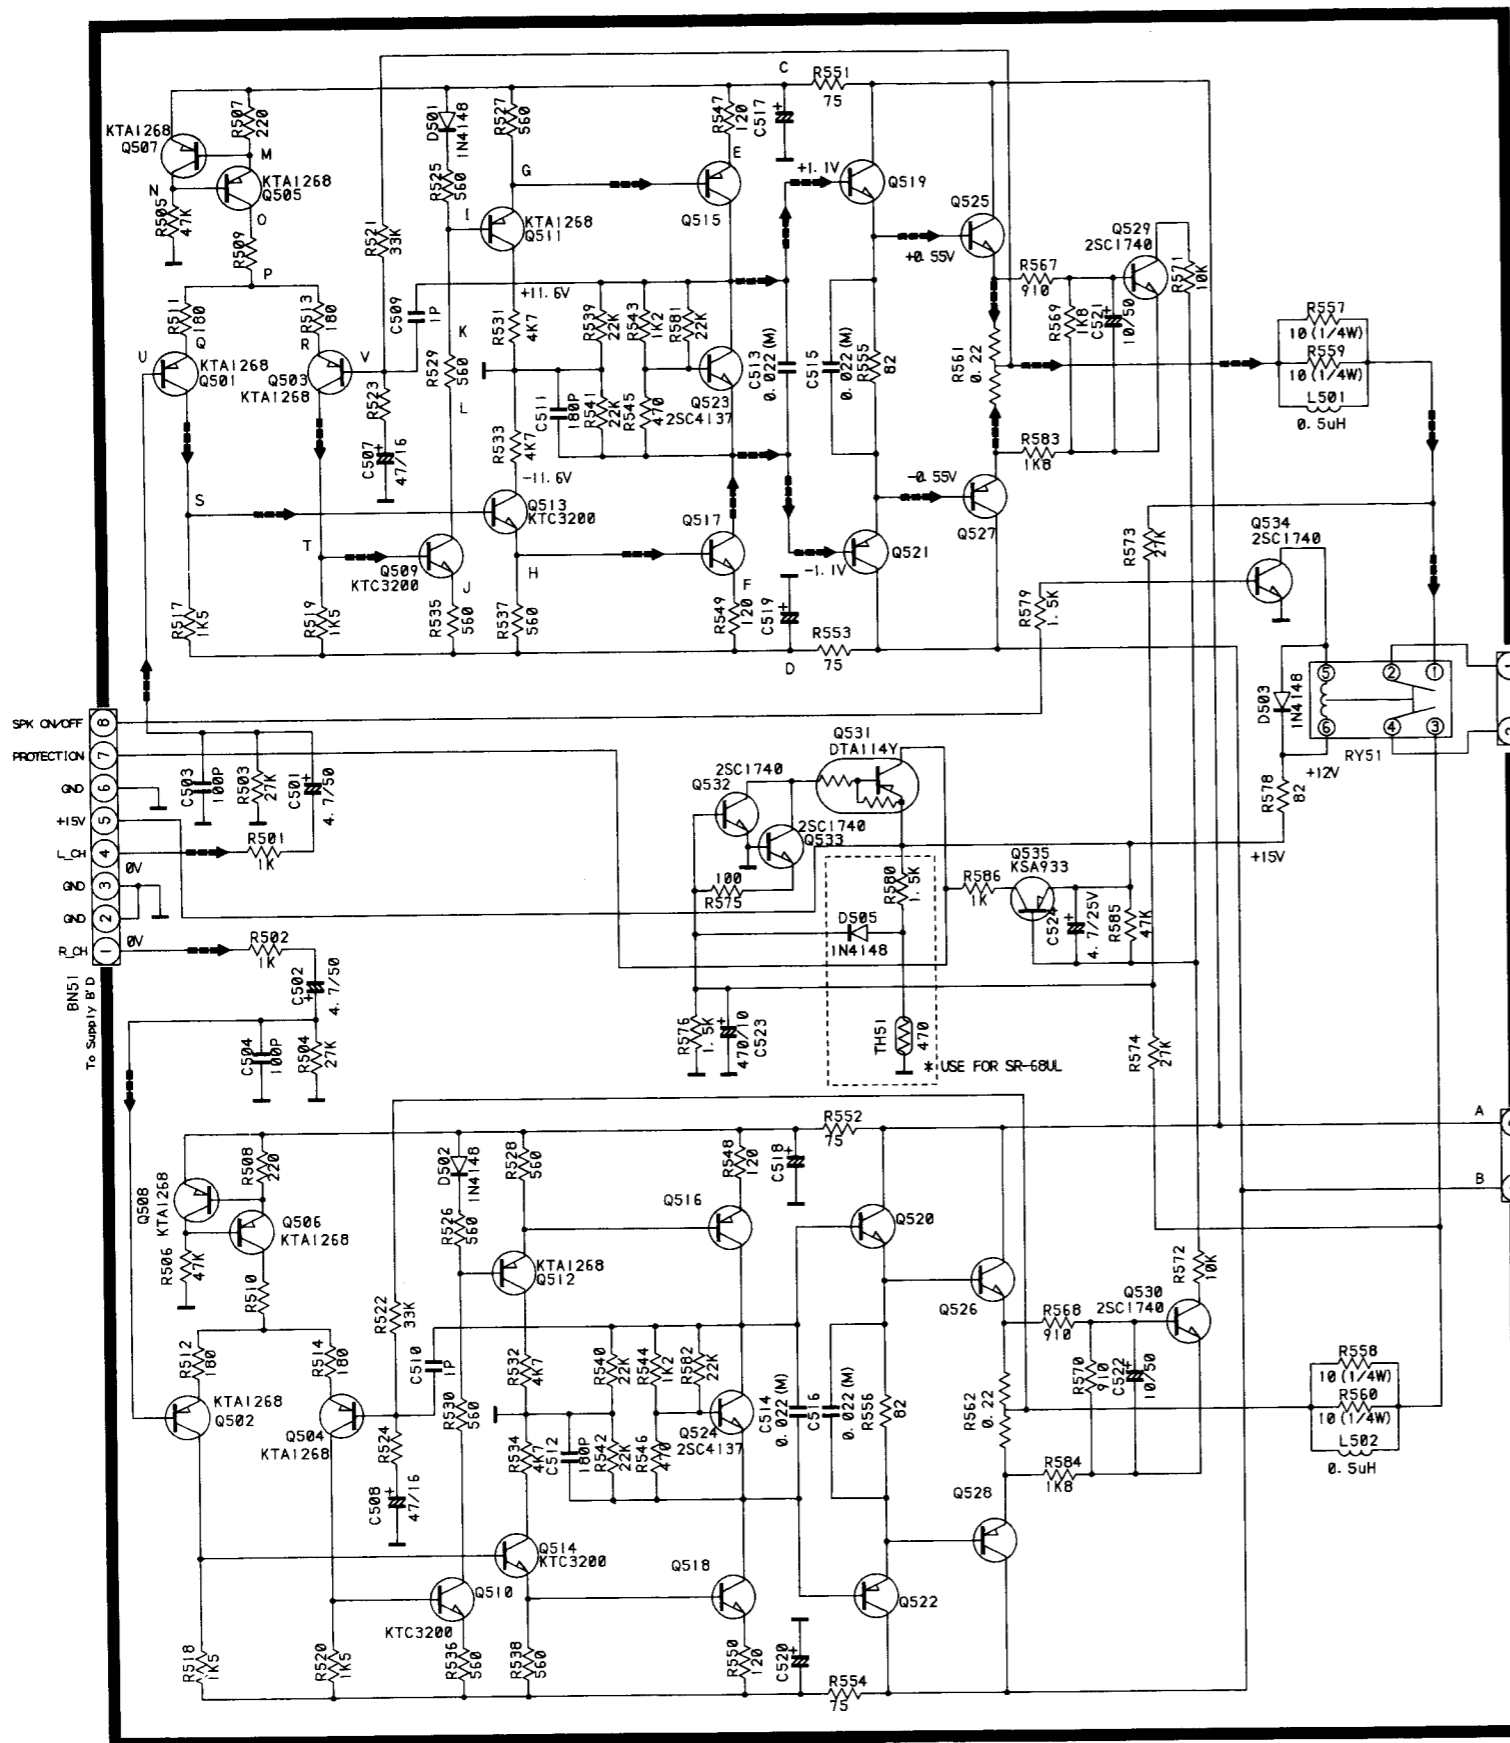 C
R551
75
R507
220
D501
1N4148
R527
560
R547
120
C517
KTA1268
Q507
M
G
E
+1.1V
Q519
N
KTA1268
Q505
R525
560
Q515
R505
47K
O
R509
I
KTA1268
Q511
R521
33K
+0.55V
Q525
Q529
2SC1740
P
R571
10K
R511
180
R513
180
C509
1P
+11.6V
R531
4K7
R539
22K
R543
1K2
R581
22K
R567
910
R569
1K8
C521
10/50
R557
10 (1/4W)
R559
10 (1/4W)
L501
0.5uH
U
Q
R
V
K
KTA1268
Q501
Q503
KTA1268
R529
560
C513
0.022 (M)
C515
0.022 (M)
R555
82
R561
0.22
R523
L
C511
180P
R541
22K
R545
470
Q523
2SC4137
C507
47/16
R533
4K7
R583
1K8
-11.6V
-0.55V
S
Q513
KTC3200
Q517
Q527
R573
27K
Q534
2SC1740
T
Q509
KTC3200
J
H
F
Q521
-1.1V
R579
1.5K
R517
1K5
R519
1K5
R535
560
R537
560
R549
120
C519
R553
75
D
5
2
1
D503
1N4148
6
4
3
RY51
+12V
SPK ON/OFF
8
PROTECTION
7
GND
6
+15V
5
L_CH
4
0V
GND
3
GND
2
R_CH
1
0V
BN51
To Supply B'D
C503
100P
R503
27K
C501
4.7/50
R501
1K
Q531
DTA114Y
2SC1740
Q532
2SC1740
Q533
R578
82
+15V
100
R575
R580
1.5K
R586
1K
Q535
KSA933
C524
4.7/25V
R585
47K
D505
1N4148
R502
1K
C502
4.7/50
C504
100P
R504
27K
R576
1.5K
470/10
C523
TH51
470
* USE FOR SR-68UL
R574
27K
A
B
R552
75
R508
220
D502
1N4148
R528
560
R548
120
C518
Q508
KTA1268
Q506
KTA1268
R526
560
Q516
Q520
R506
47K
R510
KTA1268
Q512
R522
33K
Q526
R572
10K
Q530
2SC1740
R568
910
R512
180
R514
180
C510
1P
R532
4K7
R540
22K
R544
1K2
R582
22K
R570
910
C522
10/50
R558
10 (1/4W)
R560
10 (1/4W)
L502
0.5uH
KTA1268
Q502
Q504
KTA1268
R530
560
C514
0.022 (M)
C516
0.022 (M)
R556
82
R562
0.22
R524
R534
4K7
C512
180P
R542
22K
R546
470
Q524
2SC4137
C508
47/16
R584
1K8
Q528
Q514
KTC3200
Q518
Q510
KTC3200
Q522
R518
1K5
R520
1K5
R536
560
R538
560
R550
120
C520
R554
75